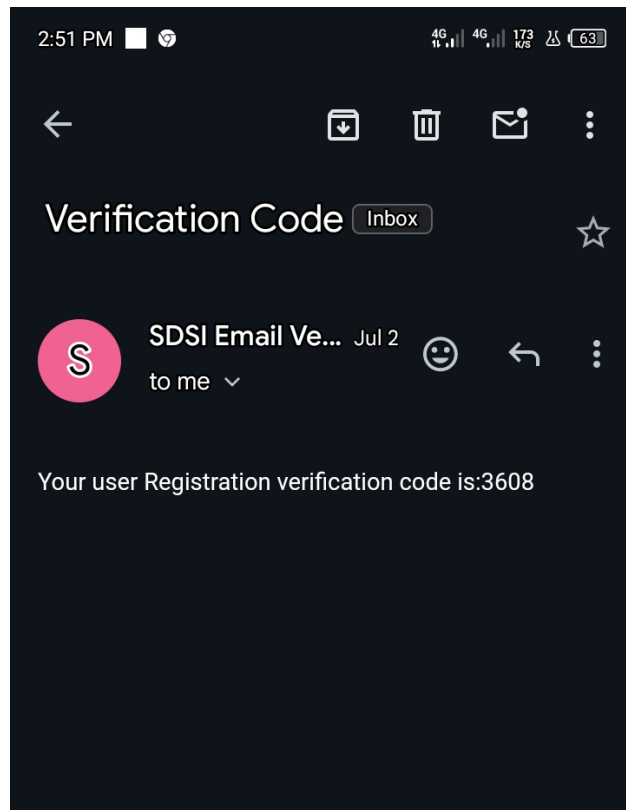 2:51 PM 4G 4G 173 K/S 63
Verification Code Inbox
S SDSI Email Ve... Jul 2
to me
Your user Registration verification code is:3608